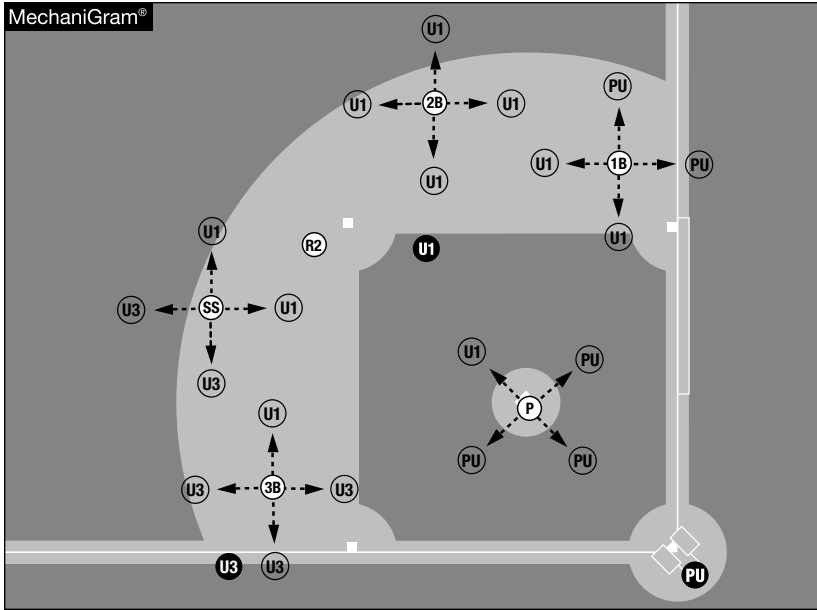 MechaniGram®
U1
U1 2B U1
U1
PU
U1 1B PU
U1
U1
R2
U1
U3 SS U1
U3
U1 PU
P
PU PU
U1
U3 3B U3
U3 U3
PU